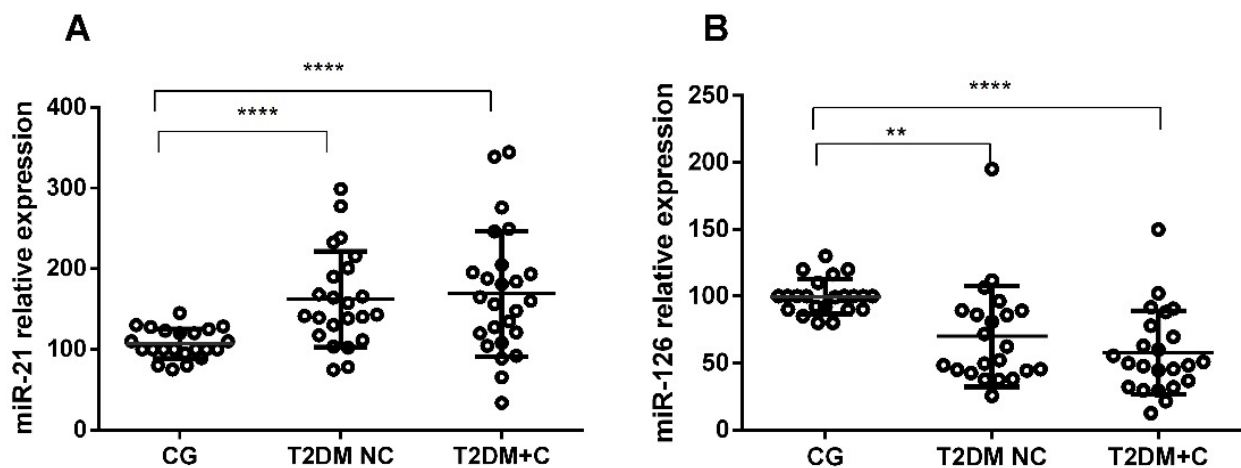 A
miR-21 relative expression
400
300
200
100
0
****
****
CG
T2DM NC
T2DM+C
B
miR-126 relative expression
250
200
150
100
50
0
****
**
CG
T2DM NC
T2DM+C